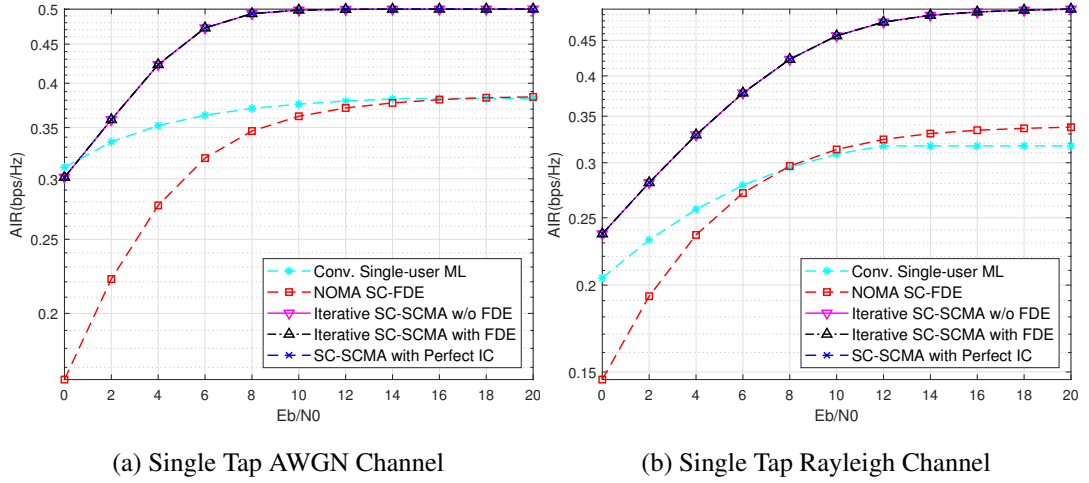 0.5
0.45
0.4
0.35
0.3
0.25
0.2
AIR(bps/Hz)
0 2 4 6 8 10 12 14 16 18 20
Eb/N0
Conv. Single-user ML
NOMA SC-FDE
Iterative SC-SCMA w/o FDE
Iterative SC-SCMA with FDE
SC-SCMA with Perfect IC
(a) Single Tap AWGN Channel
0.45
0.4
0.35
0.3
0.25
0.2
0.15
AIR(bps/Hz)
0 2 4 6 8 10 12 14 16 18 20
Eb/N0
Conv. Single-user ML
NOMA SC-FDE
Iterative SC-SCMA w/o FDE
Iterative SC-SCMA with FDE
SC-SCMA with Perfect IC
(b) Single Tap Rayleigh Channel